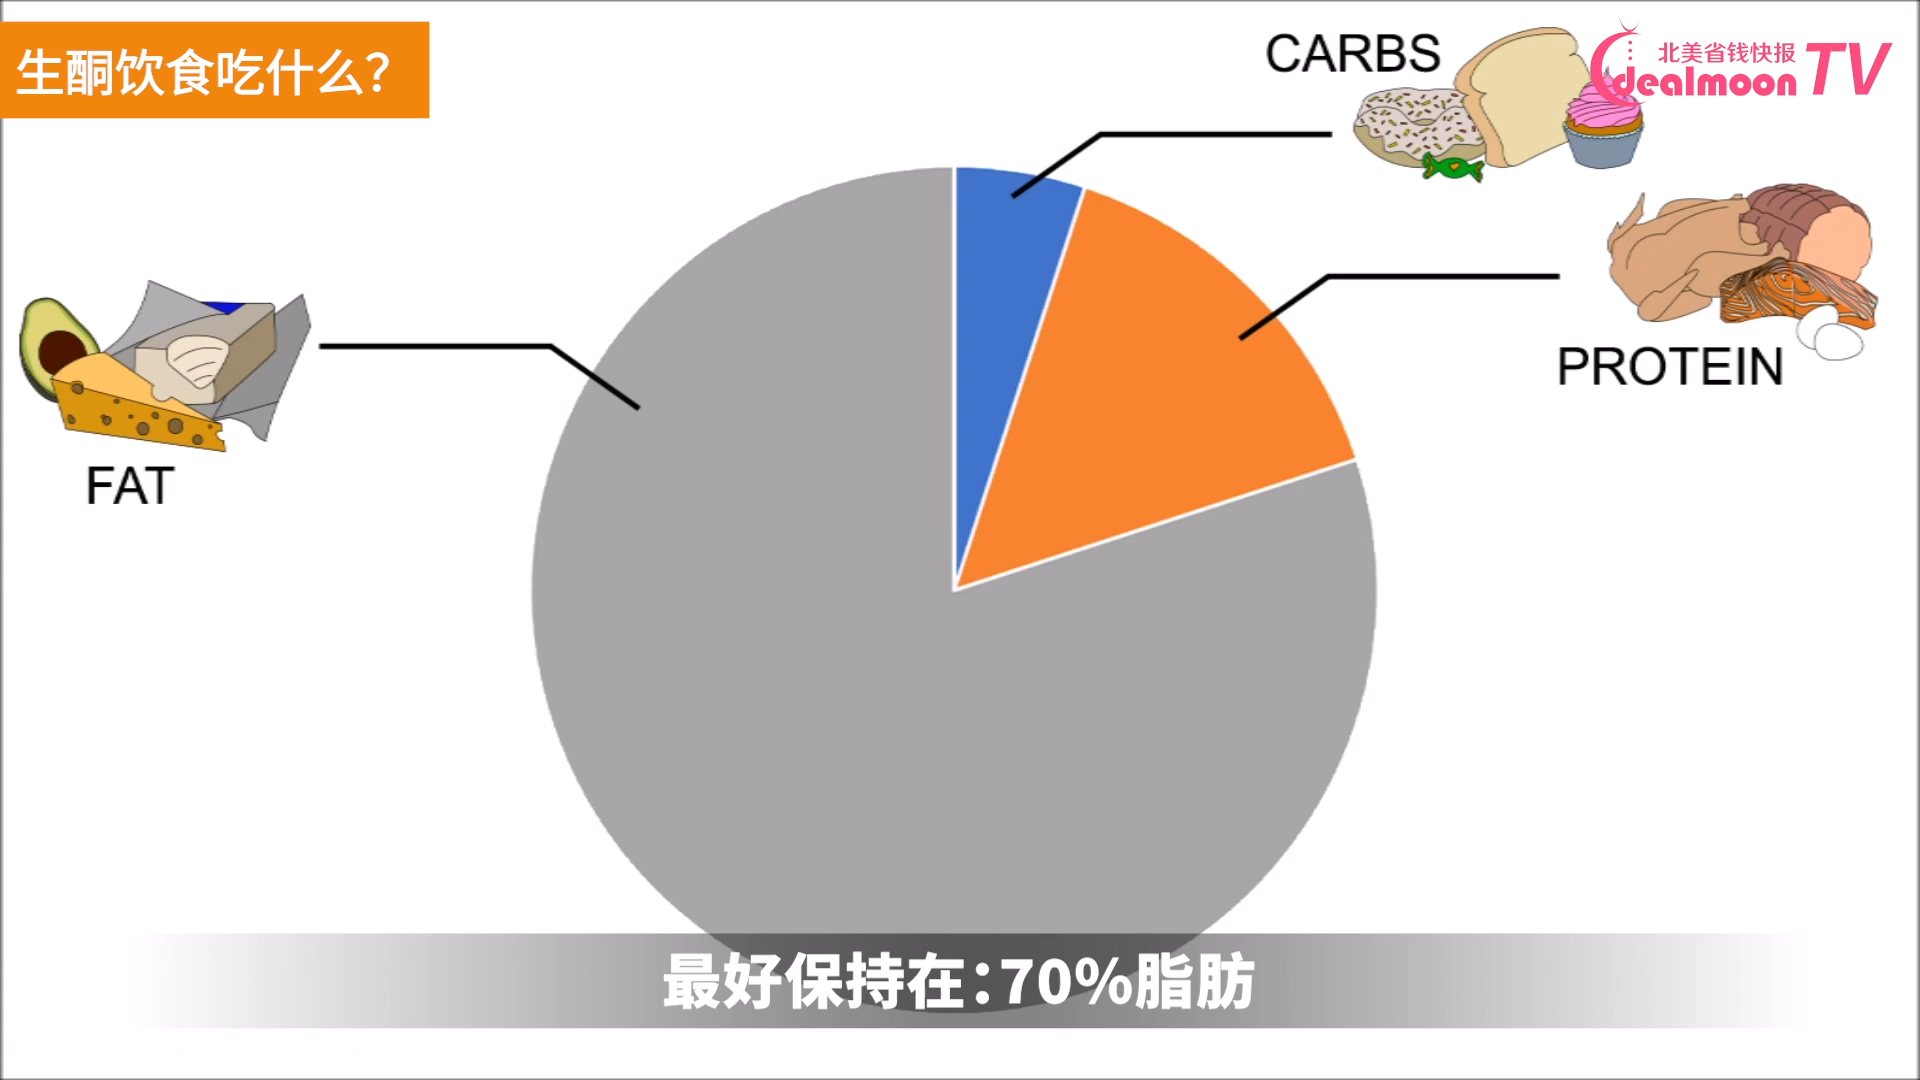 生酮饮食吃什么?
CARBS
北美省钱快报
dealmoon TV
PROTEIN
FAT
最好保持在:70%脂肪